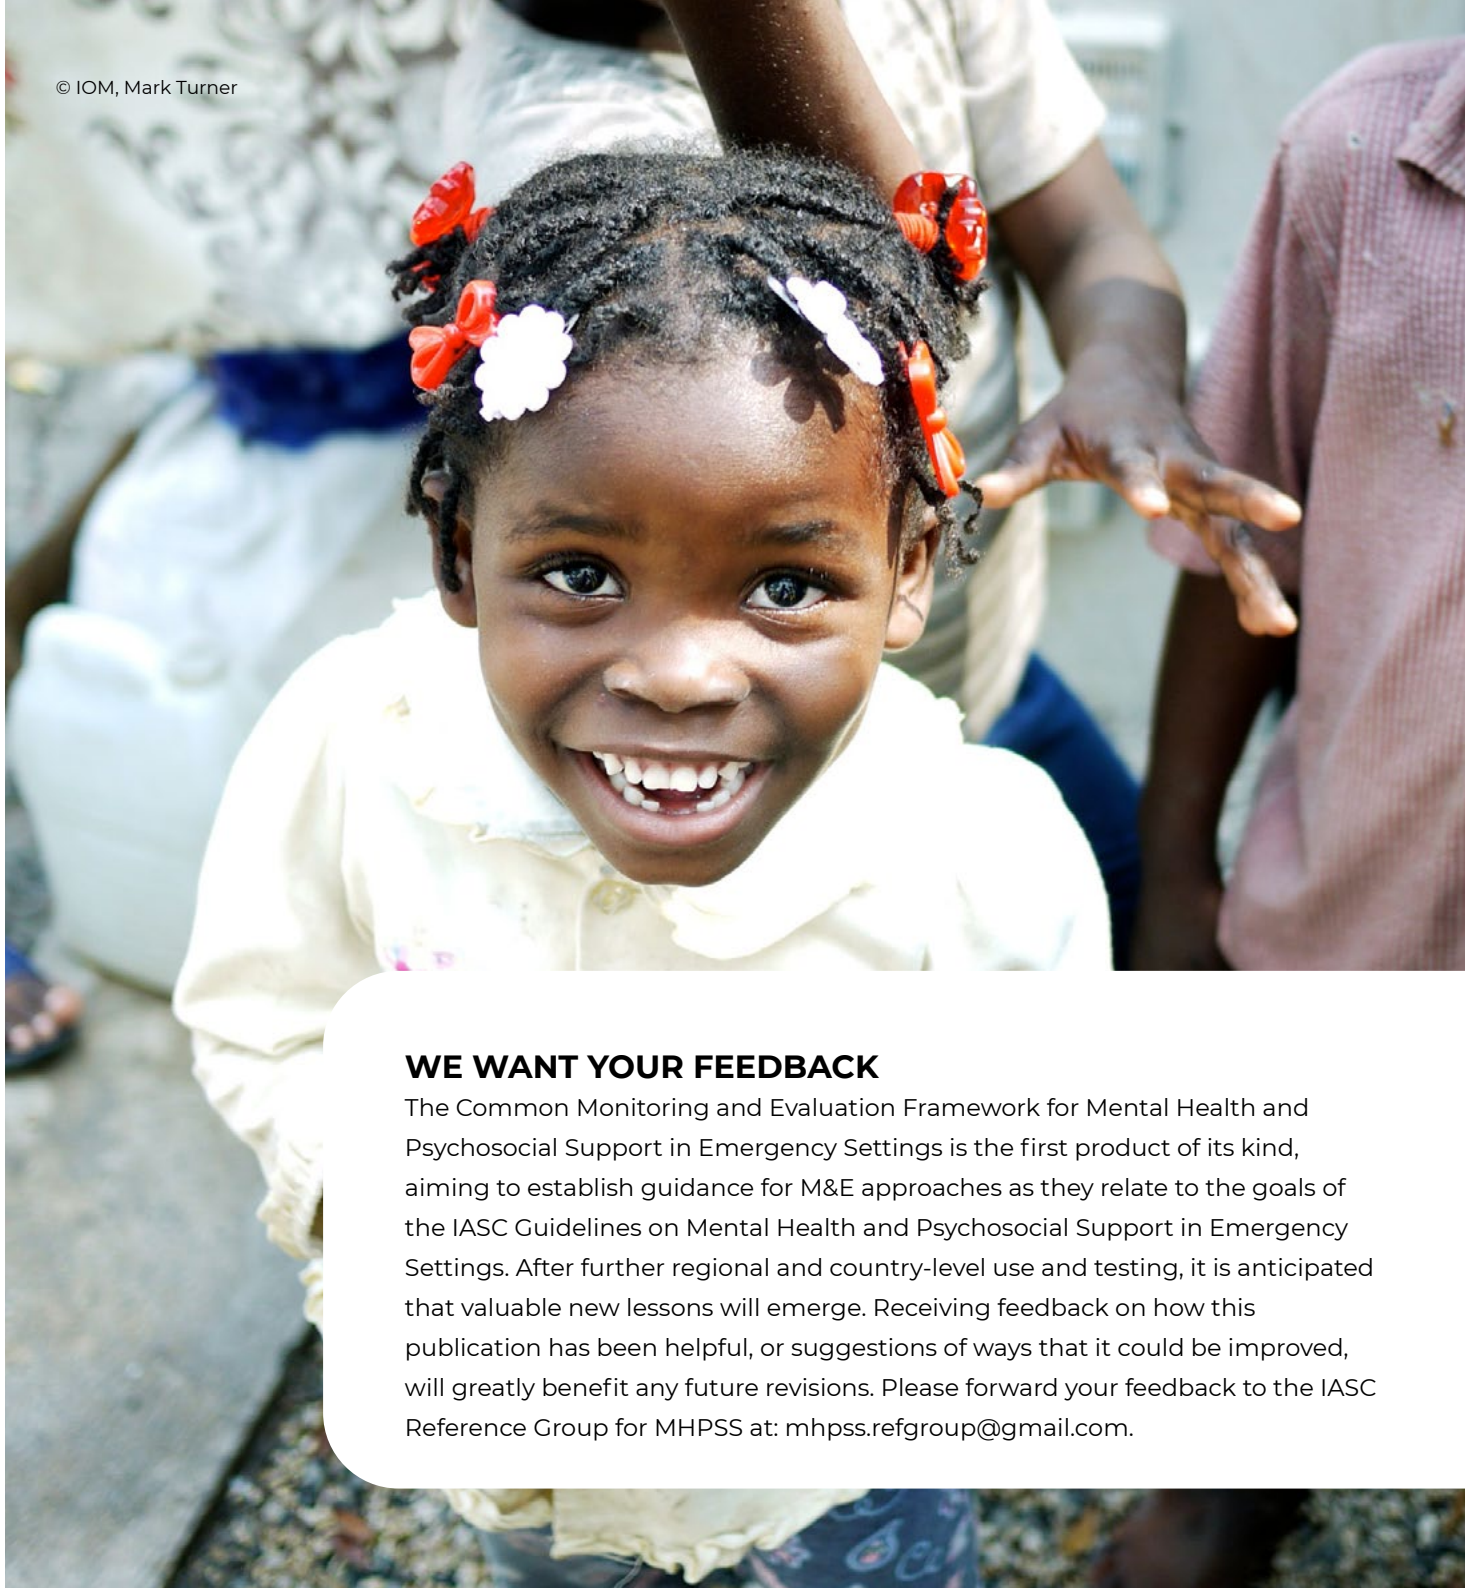 © IOM, Mark Turner
WE WANT YOUR FEEDBACK
The Common Monitoring and Evaluation Framework for Mental Health and
Psychosocial Support in Emergency Settings is the first product of its kind,
aiming to establish guidance for M&E approaches as they relate to the goals of
the IASC Guidelines on Mental Health and Psychosocial Support in Emergency
Settings. After further regional and country-level use and testing, it is anticipated
that valuable new lessons will emerge. Receiving feedback on how this
publication has been helpful, or suggestions of ways that it could be improved,
will greatly benefit any future revisions. Please forward your feedback to the IASC
Reference Group for MHPSS at: mhpss.refgroup@gmail.com.